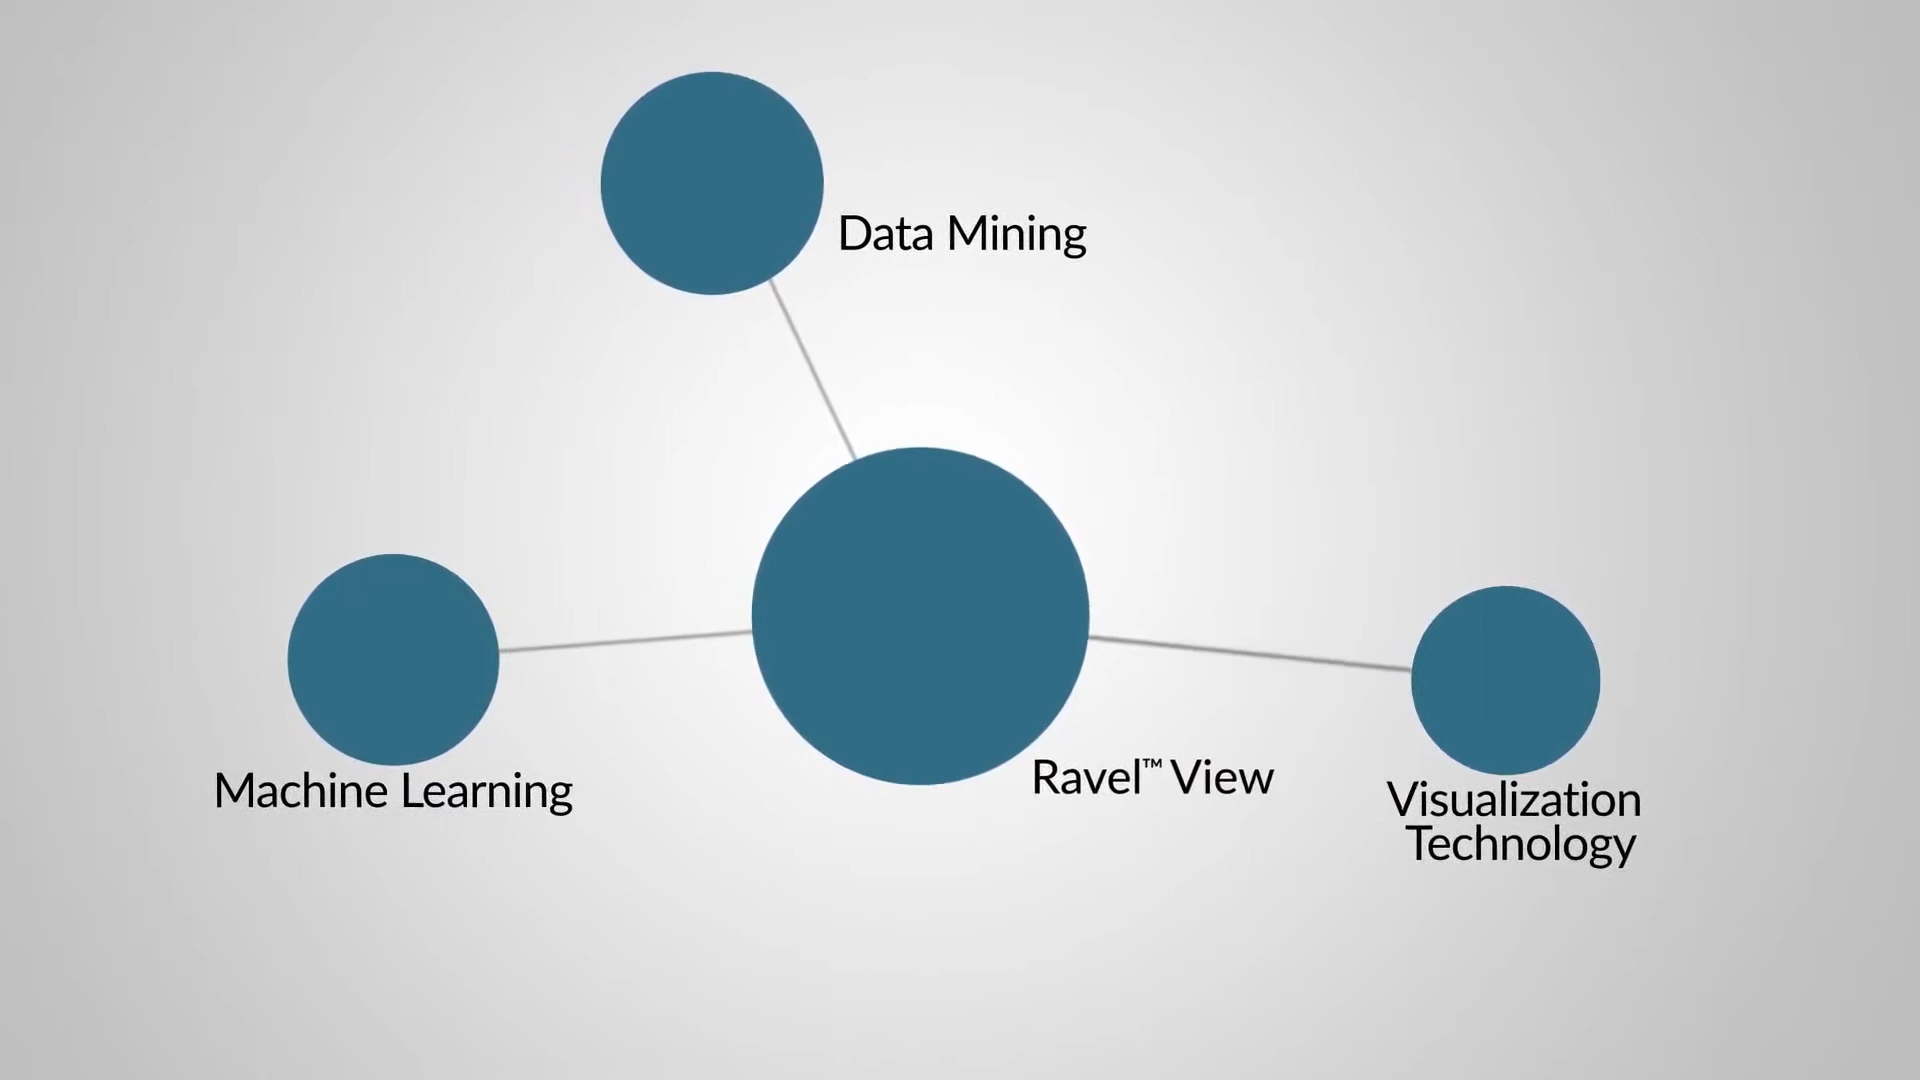 Data Mining
Machine Learning
Ravel™ View
Visualization
Technology